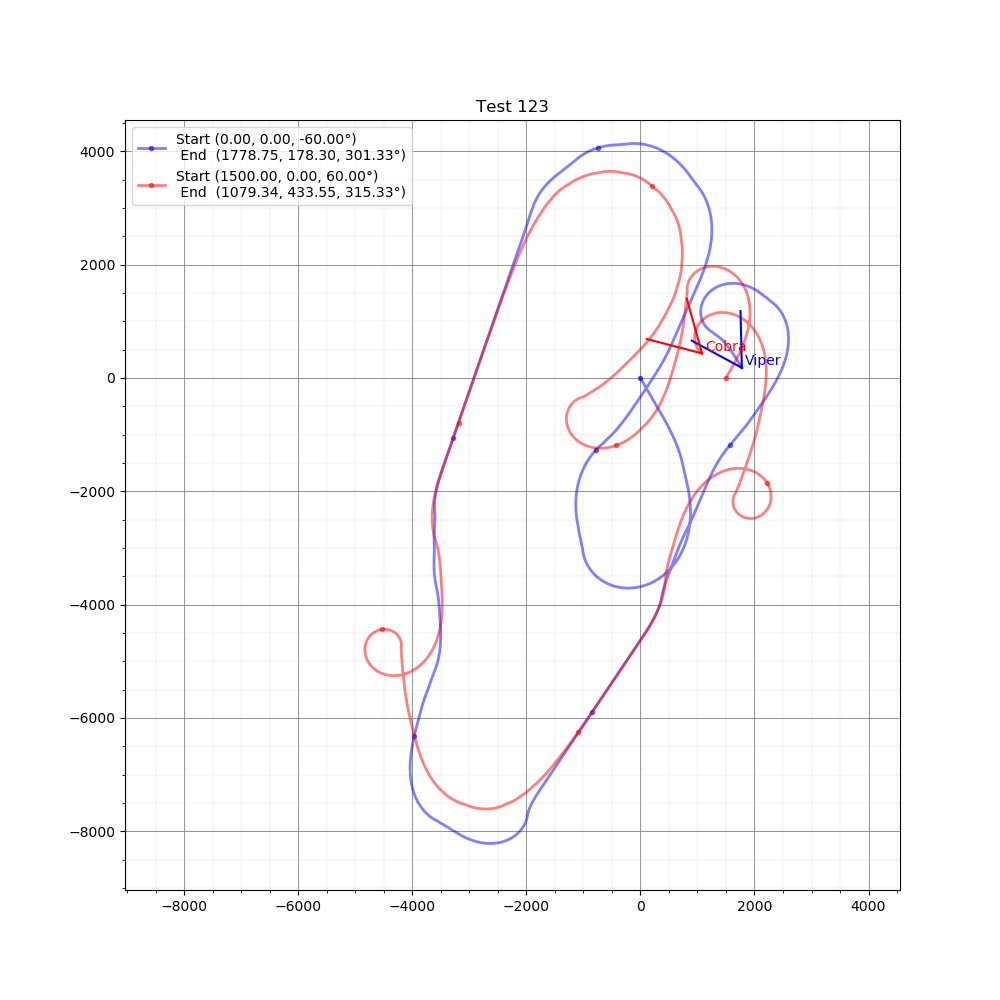 Test 123
Start (0.00, 0.00, -60.00°)
End (1778.75, 178.30, 301.33°)
Start (1500.00, 0.00, 60.00°)
End (1079.34, 433.55, 315.33°)
4000
2000
0
−2000
−4000
−6000
−8000
Cobra
Viper
−8000 −6000 −4000 −2000 0 2000 4000